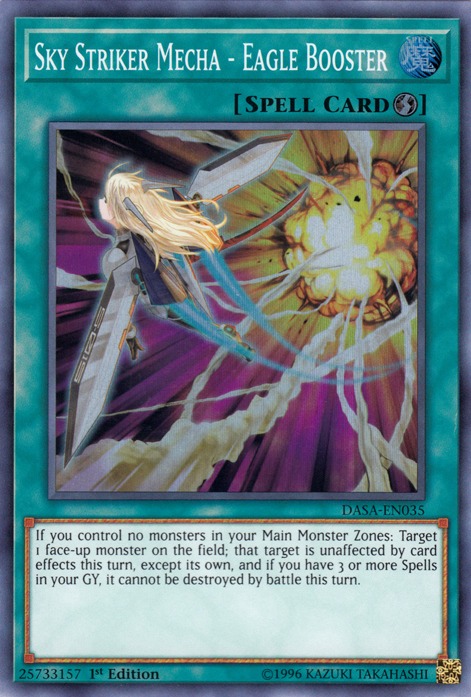 SKY STRIKER MECHA - EAGLE BOOSTER
SPELL
魔
[SPELL CARD]
DASA-EN035
If you control no monsters in your Main Monster Zones: Target
1 face-up monster on the field; that target is unaffected by card
effects this turn, except its own, and if you have 3 or more Spells
in your GY, it cannot be destroyed by battle this turn.
25733157 1st Edition ©1996 KAZUKI TAKAHASHI